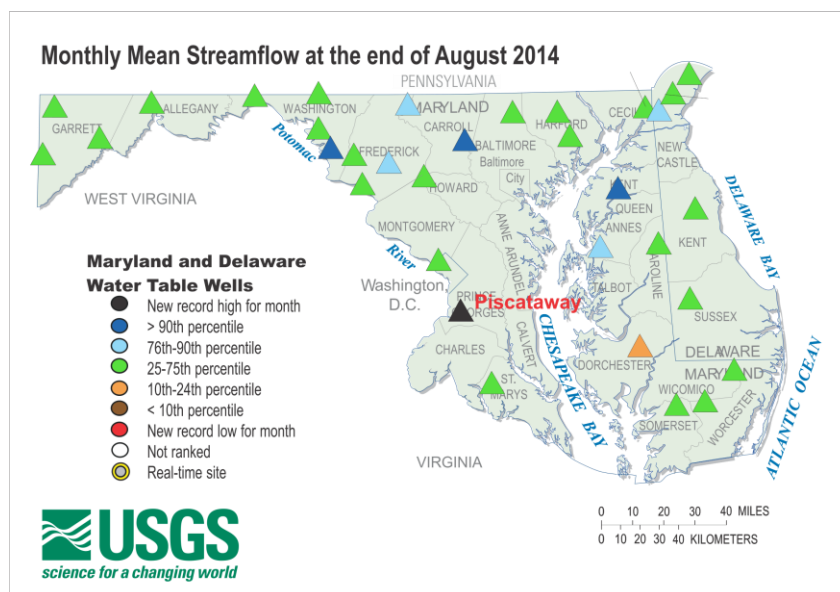 Monthly Mean Streamflow at the end of August 2014
PENNSYLVANIA
MARYLAND
ALLEGANY
WASHINGTON
GARRETT
CARROLL
HARFORD
CECIL
Potomac
FREDERICK
BALTIMORE
Baltimore
City
NEW
CASTLE
WEST VIRGINIA
HOWARD
KENT
QUEEN
ANNES
DELAWARE BAY
MONTGOMERY
ANNE ARUNDEL
KENT
River
CAROLINE
TALBOT
Washington,
D.C.
PRINCE
GEORGES
Piscataway
SUSSEX
CHARLES
CALVERT
CHESAPEAKE BAY
DORCHESTER
DELAWARE
MARYLAND
ST.
MARYS
WICOMICO
WORCESTER
SOMERSET
ATLANTIC OCEAN
VIRGINIA
Maryland and Delaware
Water Table Wells
New record high for month
> 90th percentile
76th-90th percentile
25-75th percentile
10th-24th percentile
< 10th percentile
New record low for month
Not ranked
Real-time site
0 10 20 30 40 MILES
0 10 20 30 40 KILOMETERS
USGS
science for a changing world